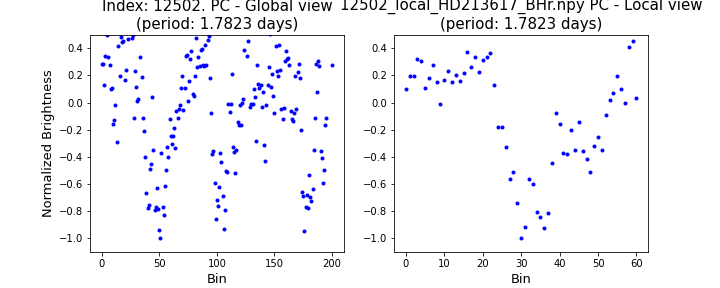 Index: 12502. PC - Global view
(period: 1.7823 days)
12502_local_HD213617_BHr.npy PC - Local view
(period: 1.7823 days)
Normalized Brightness
0.4
0.2
0.0
−0.2
−0.4
−0.6
−0.8
−1.0
0 50 100 150 200
Bin
0.4
0.2
0.0
−0.2
−0.4
−0.6
−0.8
−1.0
0 10 20 30 40 50 60
Bin